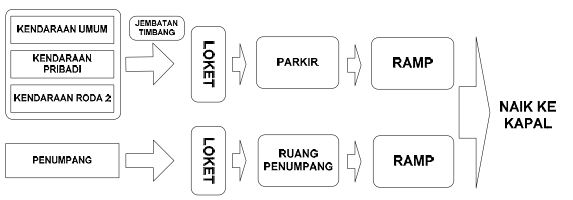 KENDARAAN UMUM
KENDARAAN
PRIBADI
KENDARAAN RODA 2
JEMBATAN
TIMBANG
LOKET
PARKIR
RAMP
PENUMPANG
LOKET
RUANG
PENUMPANG
RAMP
NAIK KE
KAPAL